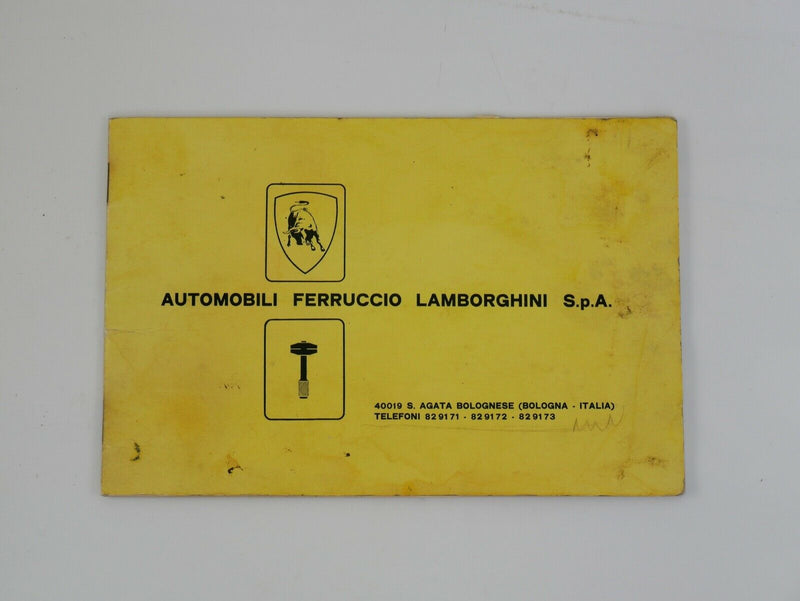 AUTOMOBILI FERRUCCIO LAMBORGHINI S.p.A.
40019 S. AGATA BOLOGNESE (BOLOGNA - ITALIA)
TELEFONI 829171 - 829172 - 829173